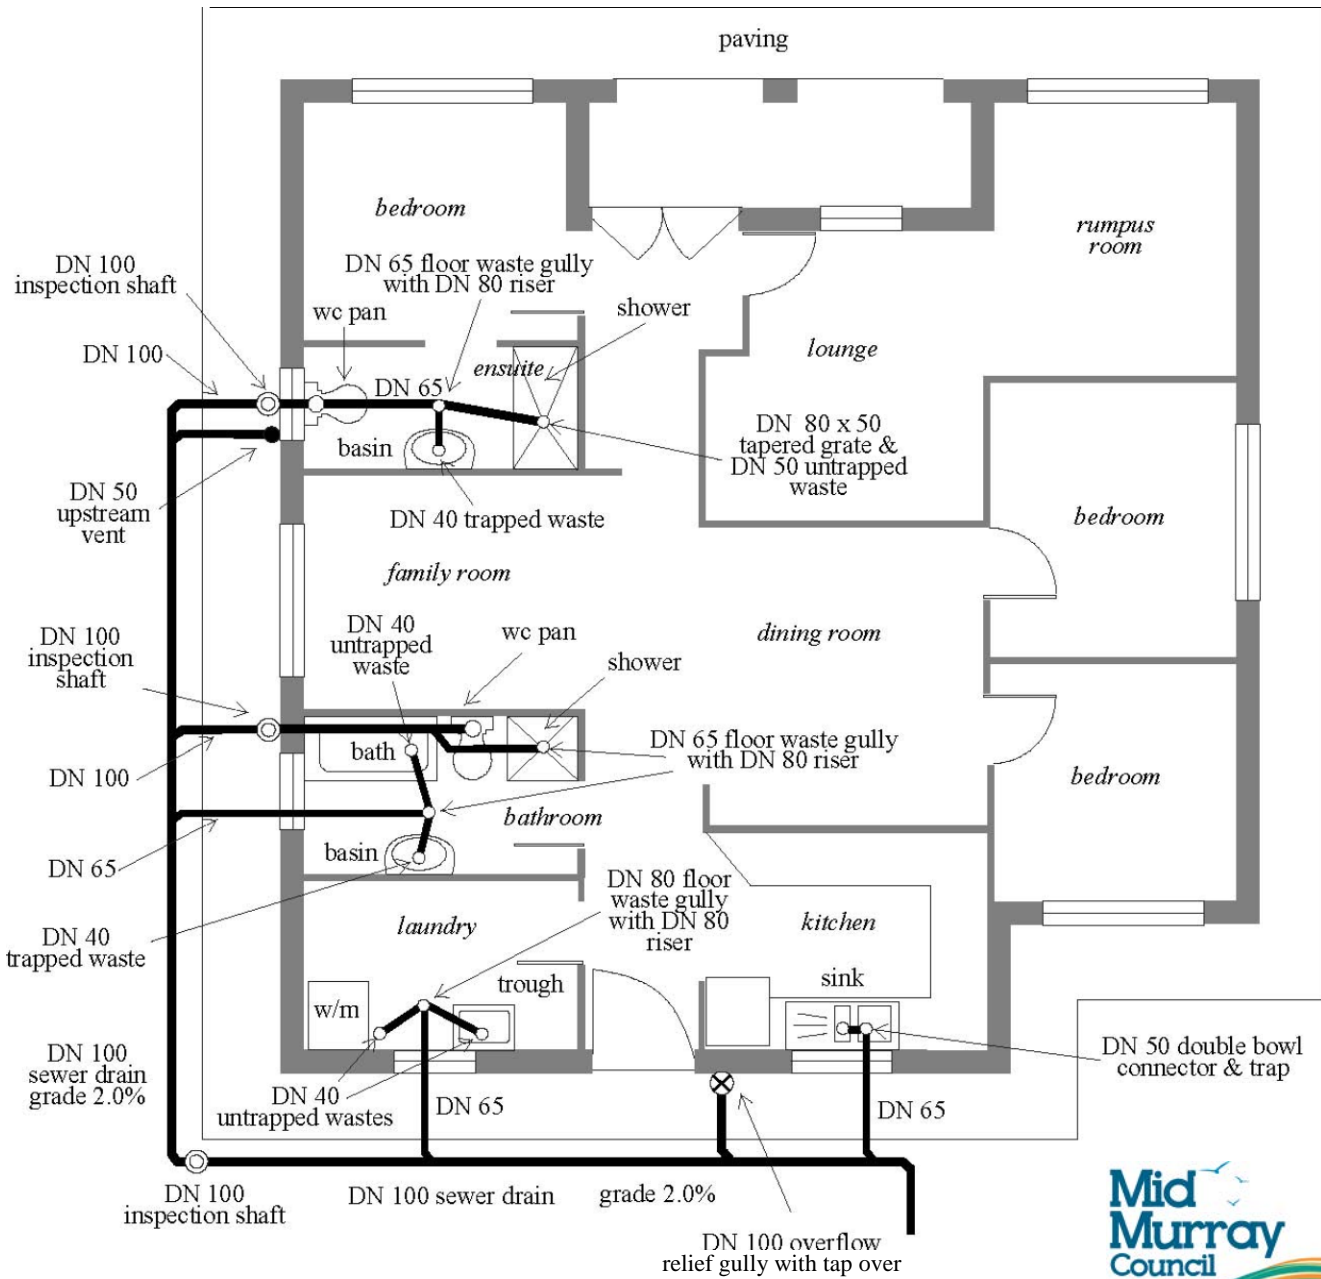 paving
bedroom
rumpus
room
DN 100
inspection shaft
DN 65 floor waste gully
with DN 80 riser
wc pan
shower
DN 100
lounge
ensuite
DN 65
basin
DN 80 x 50
tapered grate &
DN 50 untrapped
waste
DN 50
upstream
vent
DN 40 trapped waste
bedroom
family room
DN 40
untrapped
waste
wc pan
dining room
DN 100
inspection
shaft
shower
bath
DN 65 floor waste gully
with DN 80 riser
DN 100
bedroom
bathroom
basin
DN 65
DN 80 floor
waste gully
with DN 80
riser
laundry
kitchen
DN 40
trapped waste
trough
sink
w/m
DN 100
sewer drain
grade 2.0%
DN 50 double bowl
connector & trap
DN 40
untrapped wastes
DN 65
DN 65
DN 100
inspection shaft
DN 100 sewer drain
grade 2.0%
DN 100 overflow
relief gully with tap over
Mid
Murray
Council